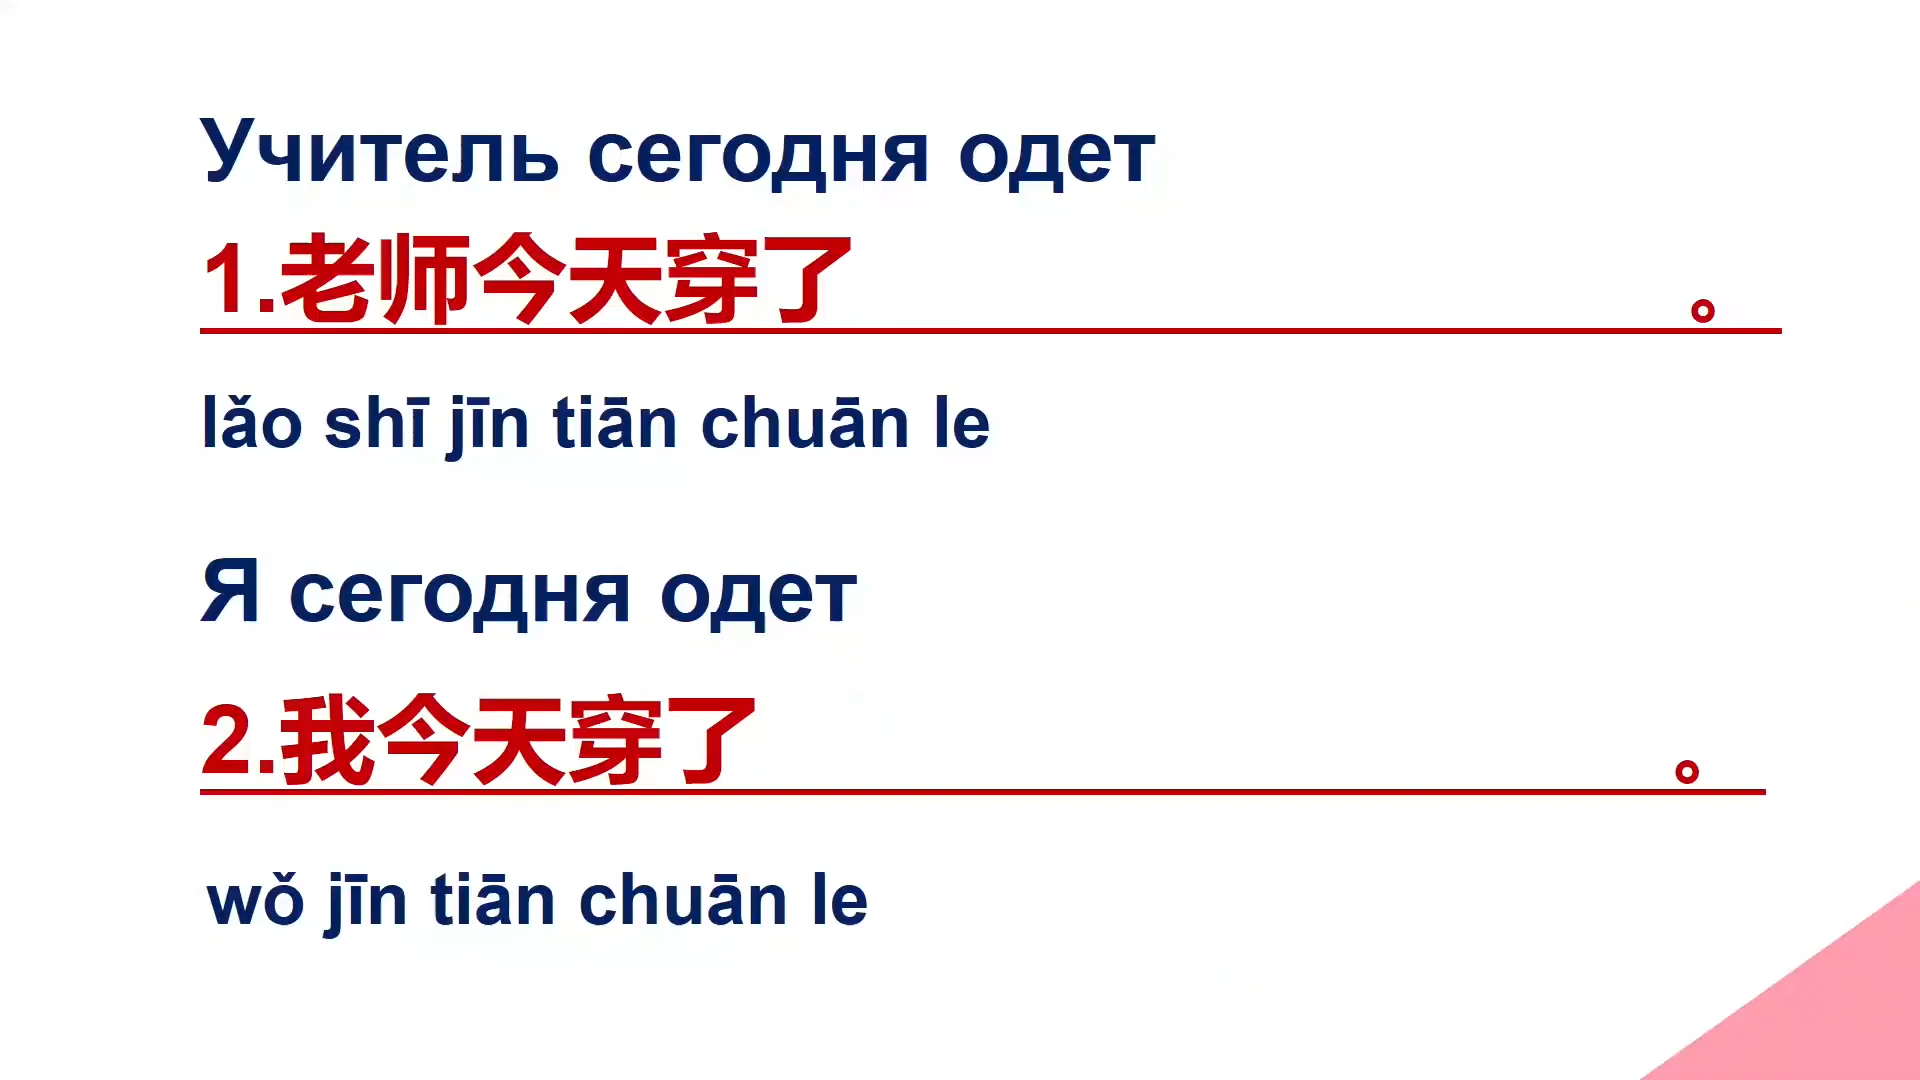 Учитель сегодня одет
1.老师今天穿了 。
lǎo shī jīn tiān chuān le
Я сегодня одет
2.我今天穿了 。
wǒ jīn tiān chuān le